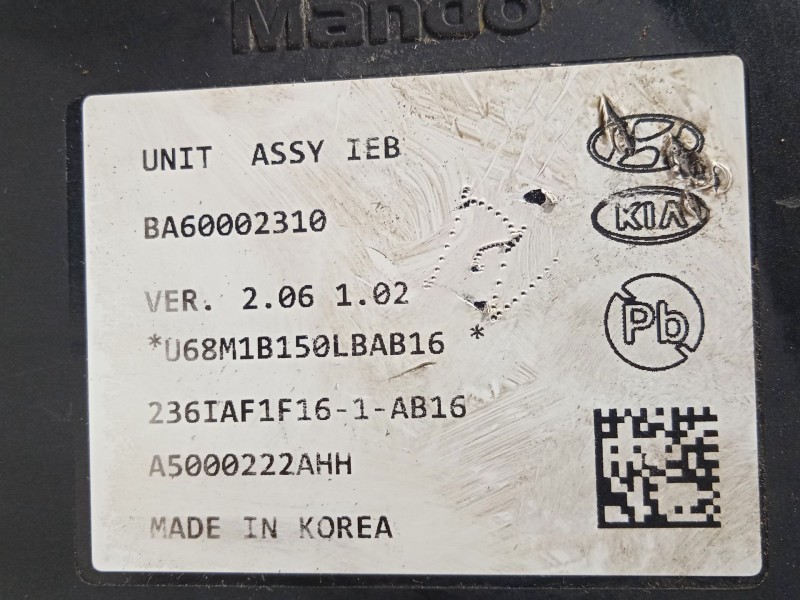 Mando
UNIT ASSY IEB
BA60002310
VER. 2.06 1.02
*U68M1B150LBAB16 *
236IAF1F16-1-AB16
A5000222AHH
MADE IN KOREA
KIA
Pb